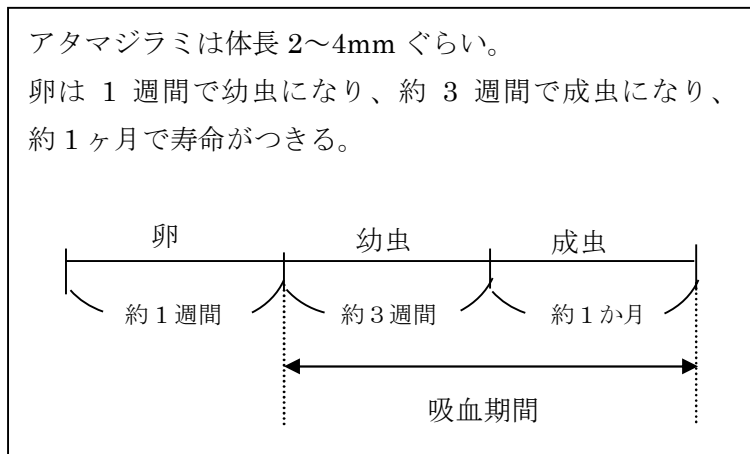 アタマジラミは体長 2～4mm ぐらい。
卵は 1 週間で幼虫になり、約 3 週間で成虫になり、
約１ヶ月で寿命がつきる。
卵 幼虫 成虫
約１週間 約３週間 約１か月
吸血期間